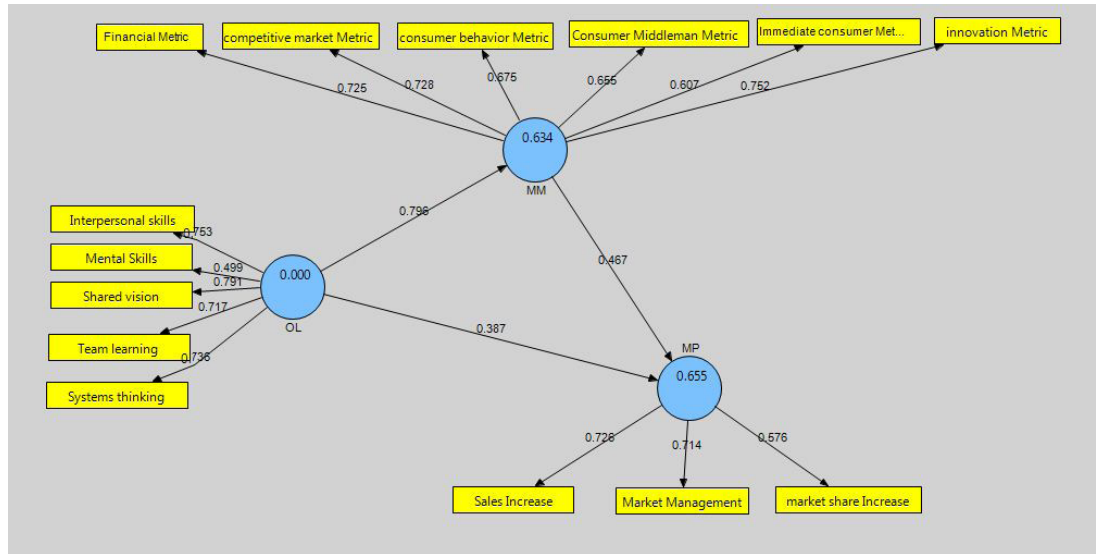 Financial Metric
competitive market Metric
consumer behavior Metric
Consumer Middleman Metric
Immediate consumer Met...
innovation Metric
0.725
0.728
0.675
0.655
0.607
0.752
0.634
MM
Interpersonal skills
0.753
Mental Skills
0.499
Shared vision
0.791
0.717
Team learning
0.736
Systems thinking
0.000
OL
0.796
0.467
0.387
MP
0.655
0.726
0.714
0.576
Sales Increase
Market Management
market share Increase